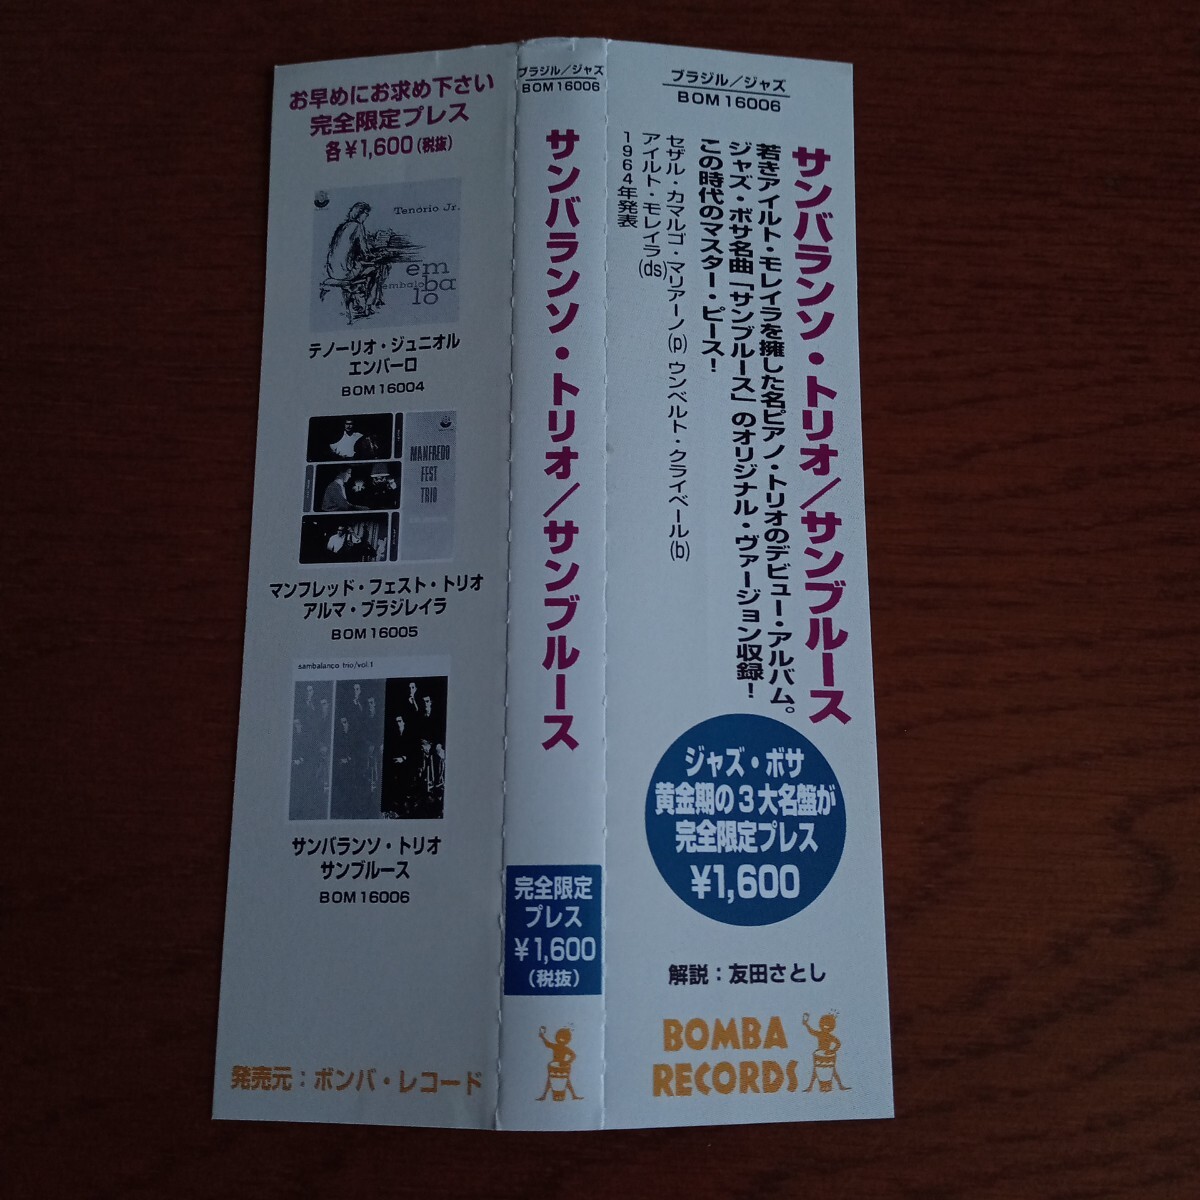 お早めにお求め下さい
完全限定プレス
各￥1,600(税抜)
Tenório Jr.
em
embalo
ba
lo
テノーリオ・ジュニオル
エンバーロ
BOM 16004
MANFREDO
FEST
TRIO
マンフレッド・フェスト・トリオ
アルマ・ブラジレイラ
BOM 16005
sambalanço trio/vol.1
サンバランソ・トリオ
サンブルース
BOM 16006
発売元：ボンバ・レコード
ブラジル／ジャズ
BOM 16006
サンバランソ・トリオ／サンブルース
完全限定
プレス
￥1,600
(税抜)
ブラジル／ジャズ
BOM 16006
サンバランソ・トリオ／サンブルース
若きアイルト・モレイラを擁した名ピアノ・トリオのデビュー・アルバム。
ジャズ・ボサ名曲「サンブルース」のオリジナル・ヴァージョン収録！
この時代のマスター・ピース！
セザル・カマルゴ・マリアーノ(p) ウンベルト・クライベール(b)
アイルト・モレイラ(ds)
1964年発表
ジャズ・ボサ
黄金期の３大名盤が
完全限定プレス
￥1,600
解説：友田さとし
BOMBA
RECORDS